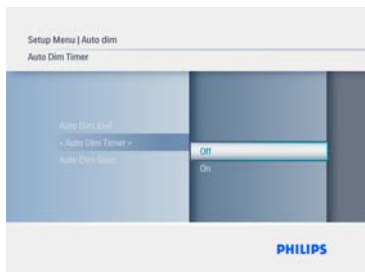 Setup Menu | Auto dim
Auto Dim Timer
Auto Dim End
• Auto Dim Timer •
Auto Dim Start
Off
On
PHILIPS